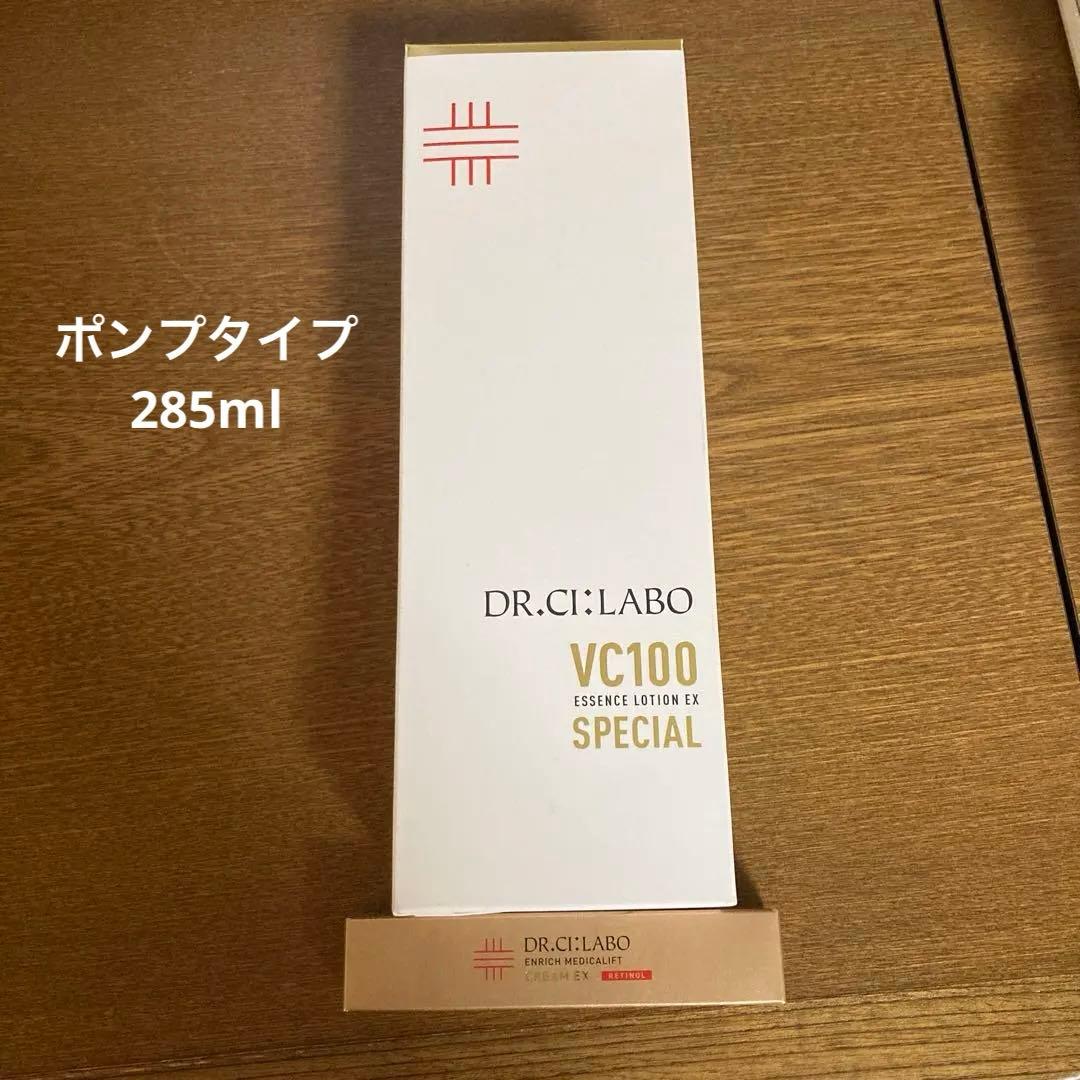 ポンプタイプ
285ml
DR.CI:LABO
VC100
ESSENCE LOTION EX
SPECIAL
DR.CI:LABO
ENRICH MEDICALIFT
CREAM EX RETINOL